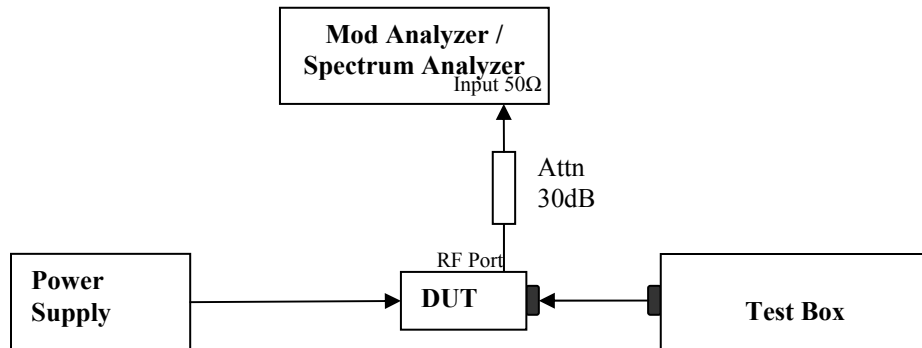 Mod Analyzer /
Spectrum Analyzer
Input 50Ω
Attn
30dB
RF Port
Power
Supply
DUT
Test Box